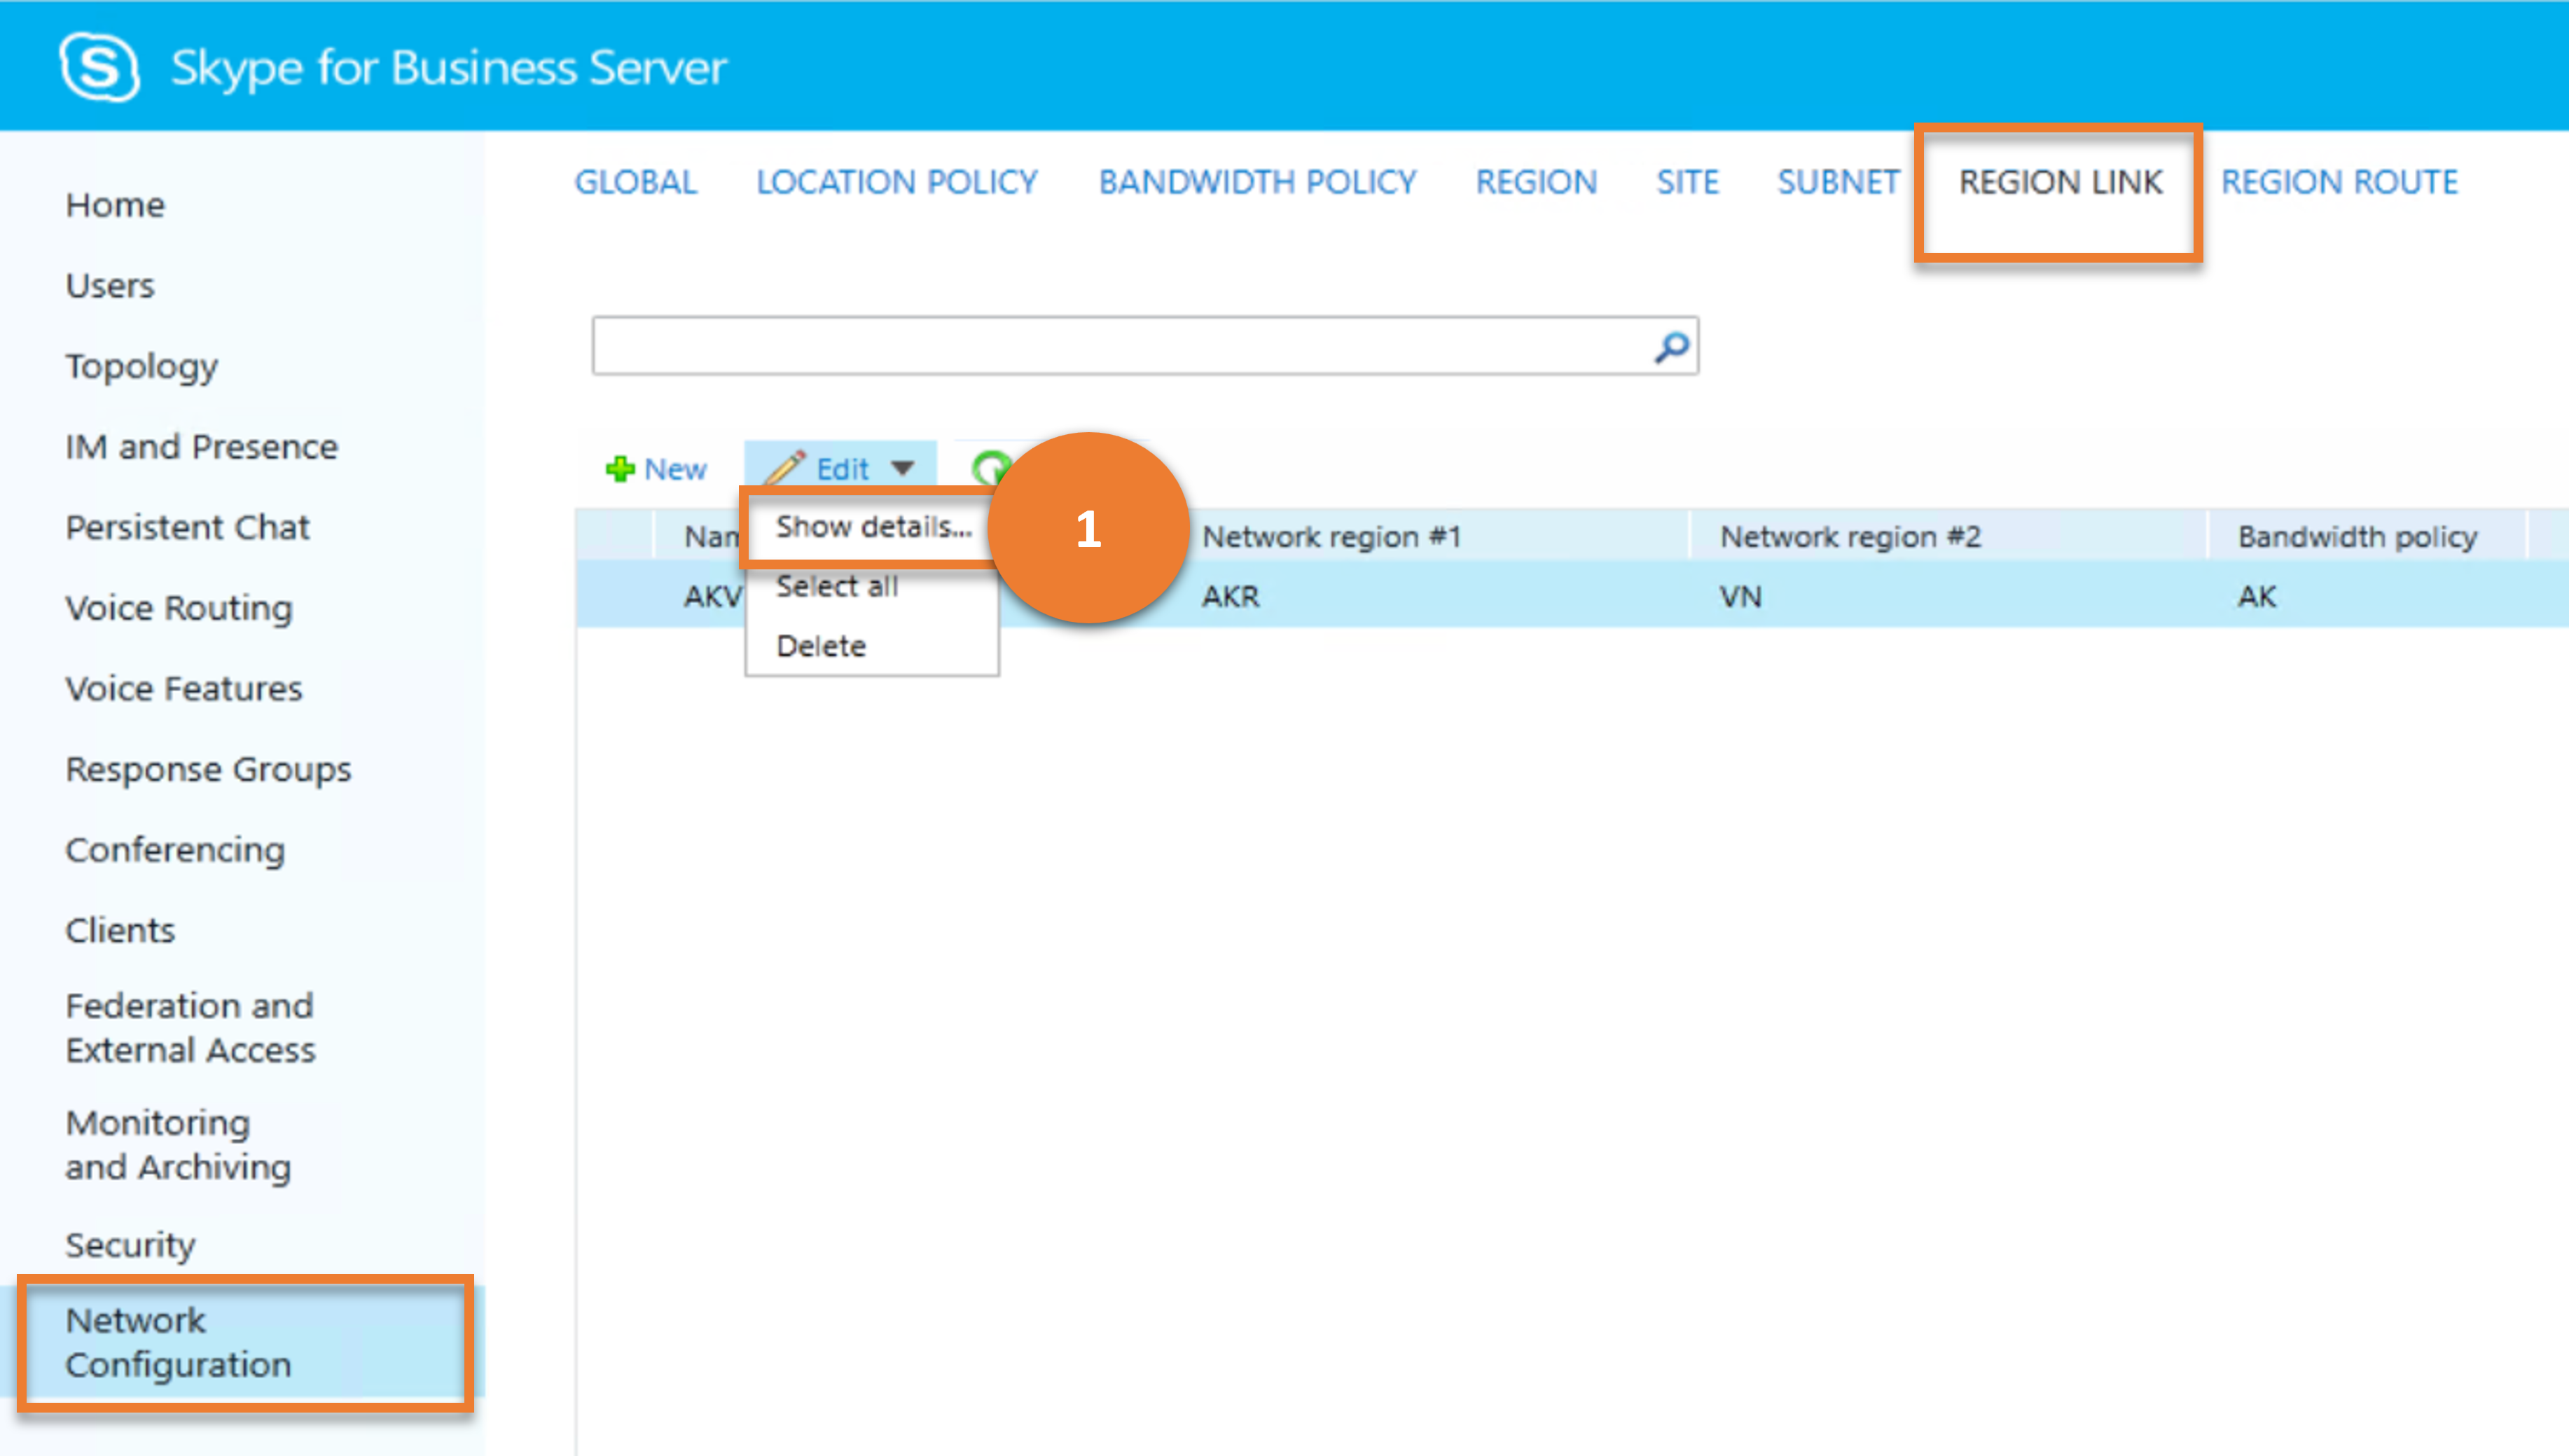 Skype for Business Server
GLOBAL LOCATION POLICY BANDWIDTH POLICY REGION SITE SUBNET REGION LINK REGION ROUTE
Home
Users
Topology
IM and Presence
Persistent Chat
Voice Routing
Voice Features
Response Groups
Conferencing
Clients
Federation and
External Access
Monitoring
and Archiving
Security
Network
Configuration
New Edit
Show details...
Select all
Delete
1
Network region #1 Network region #2 Bandwidth policy
AKR VN AK